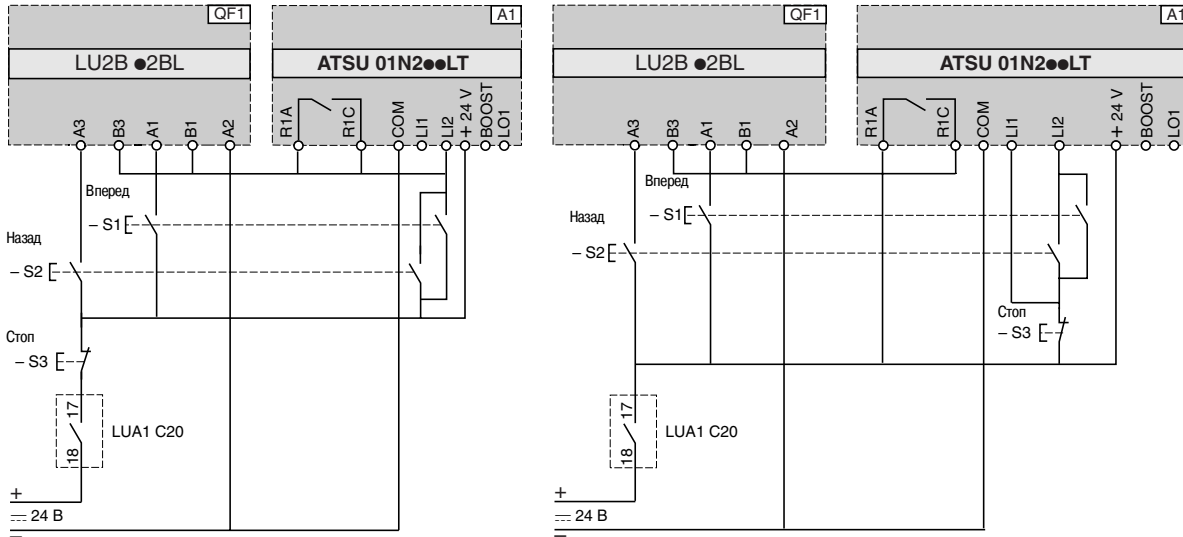 QF1
A1
LU2B ●2BL
ATSU 01N2●●LT
A3
B3
A1
B1
A2
R1A
R1C
COM
LI1
LI2
+ 24 V
BOOST
LO1
Вперед
– S1
Назад
– S2
Стоп
– S3
17
18
LUA1 C20
+
24 В
–
QF1
A1
LU2B ●2BL
ATSU 01N2●●LT
A3
B3
A1
B1
A2
R1A
R1C
COM
LI1
LI2
+ 24 V
BOOST
LO1
Вперед
– S1
Назад
– S2
Стоп
– S3
17
18
LUA1 C20
+
24 В
–